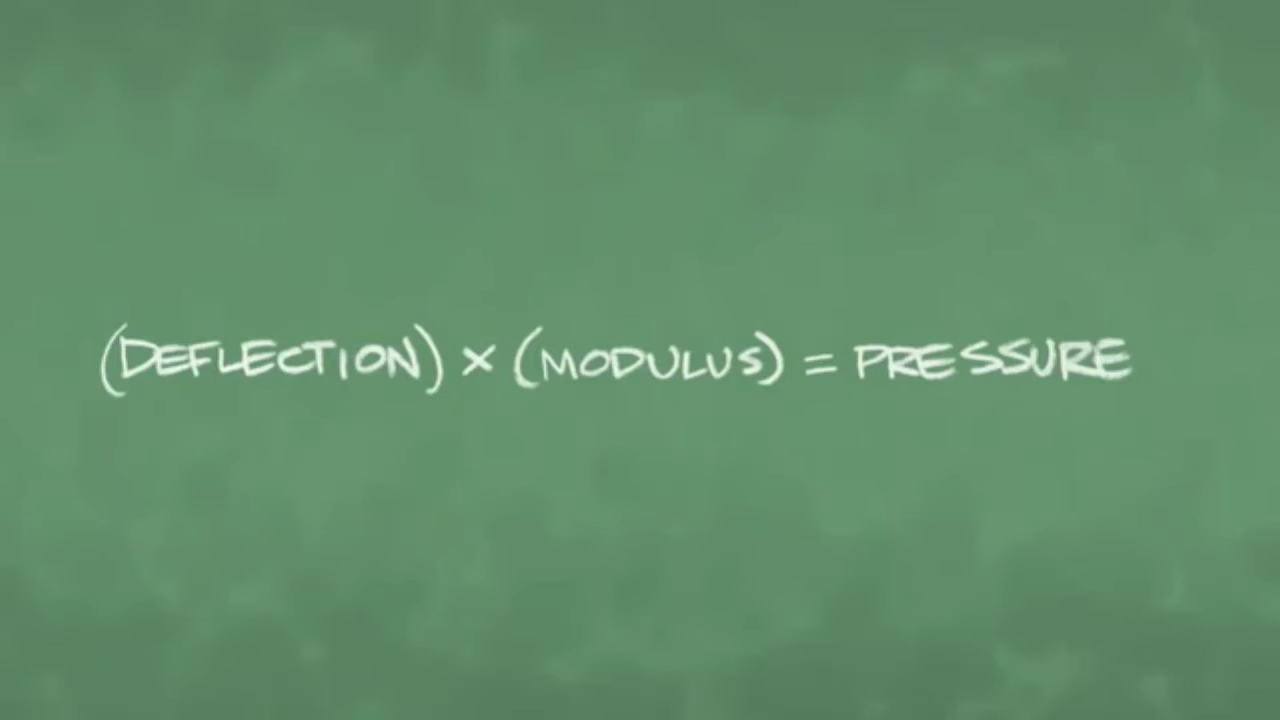 (DEFLECTION) × (MODULUS) = PRESSURE